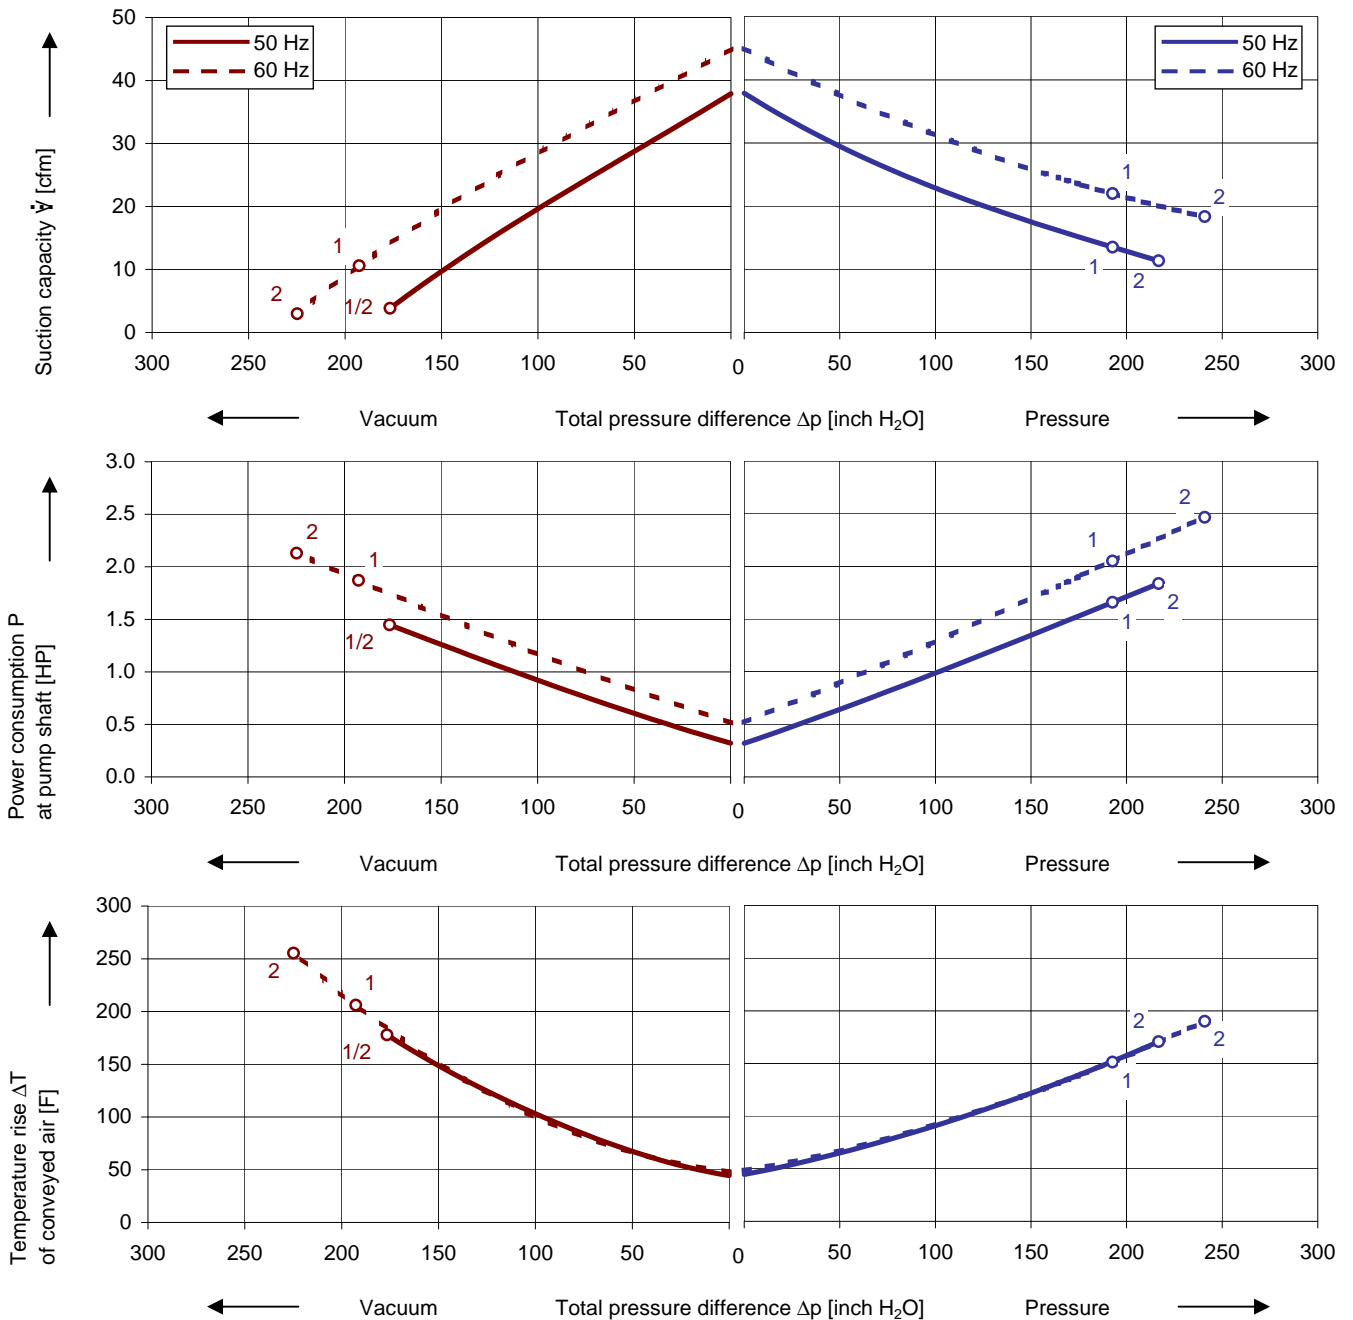 50
40
30
20
10
0
Suction capacity V̇ [cfm]
50 Hz
60 Hz
50 Hz
60 Hz
1
2
1/2
1
2
1
2
300 250 200 150 100 50 0 50 100 150 200 250 300
Vacuum Total pressure difference Δp [inch H₂O] Pressure
3.0
2.5
2.0
1.5
1.0
0.5
0.0
Power consumption P
at pump shaft [HP]
2
1
1/2
2
1
2
1
300 250 200 150 100 50 0 50 100 150 200 250 300
Vacuum Total pressure difference Δp [inch H₂O] Pressure
300
250
200
150
100
50
0
Temperature rise ΔT
of conveyed air [F]
2
1
1/2
2
2
1
300 250 200 150 100 50 0 50 100 150 200 250 300
Vacuum Total pressure difference Δp [inch H₂O] Pressure